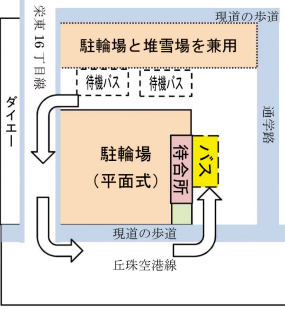 現道の歩道
栄東16丁目線
駐輪場と堆雪場を兼用
待機バス
待機バス
ダイエー
通学路
駐輪場
（平面式）
待合所
バス
現道の歩道
丘珠空港線